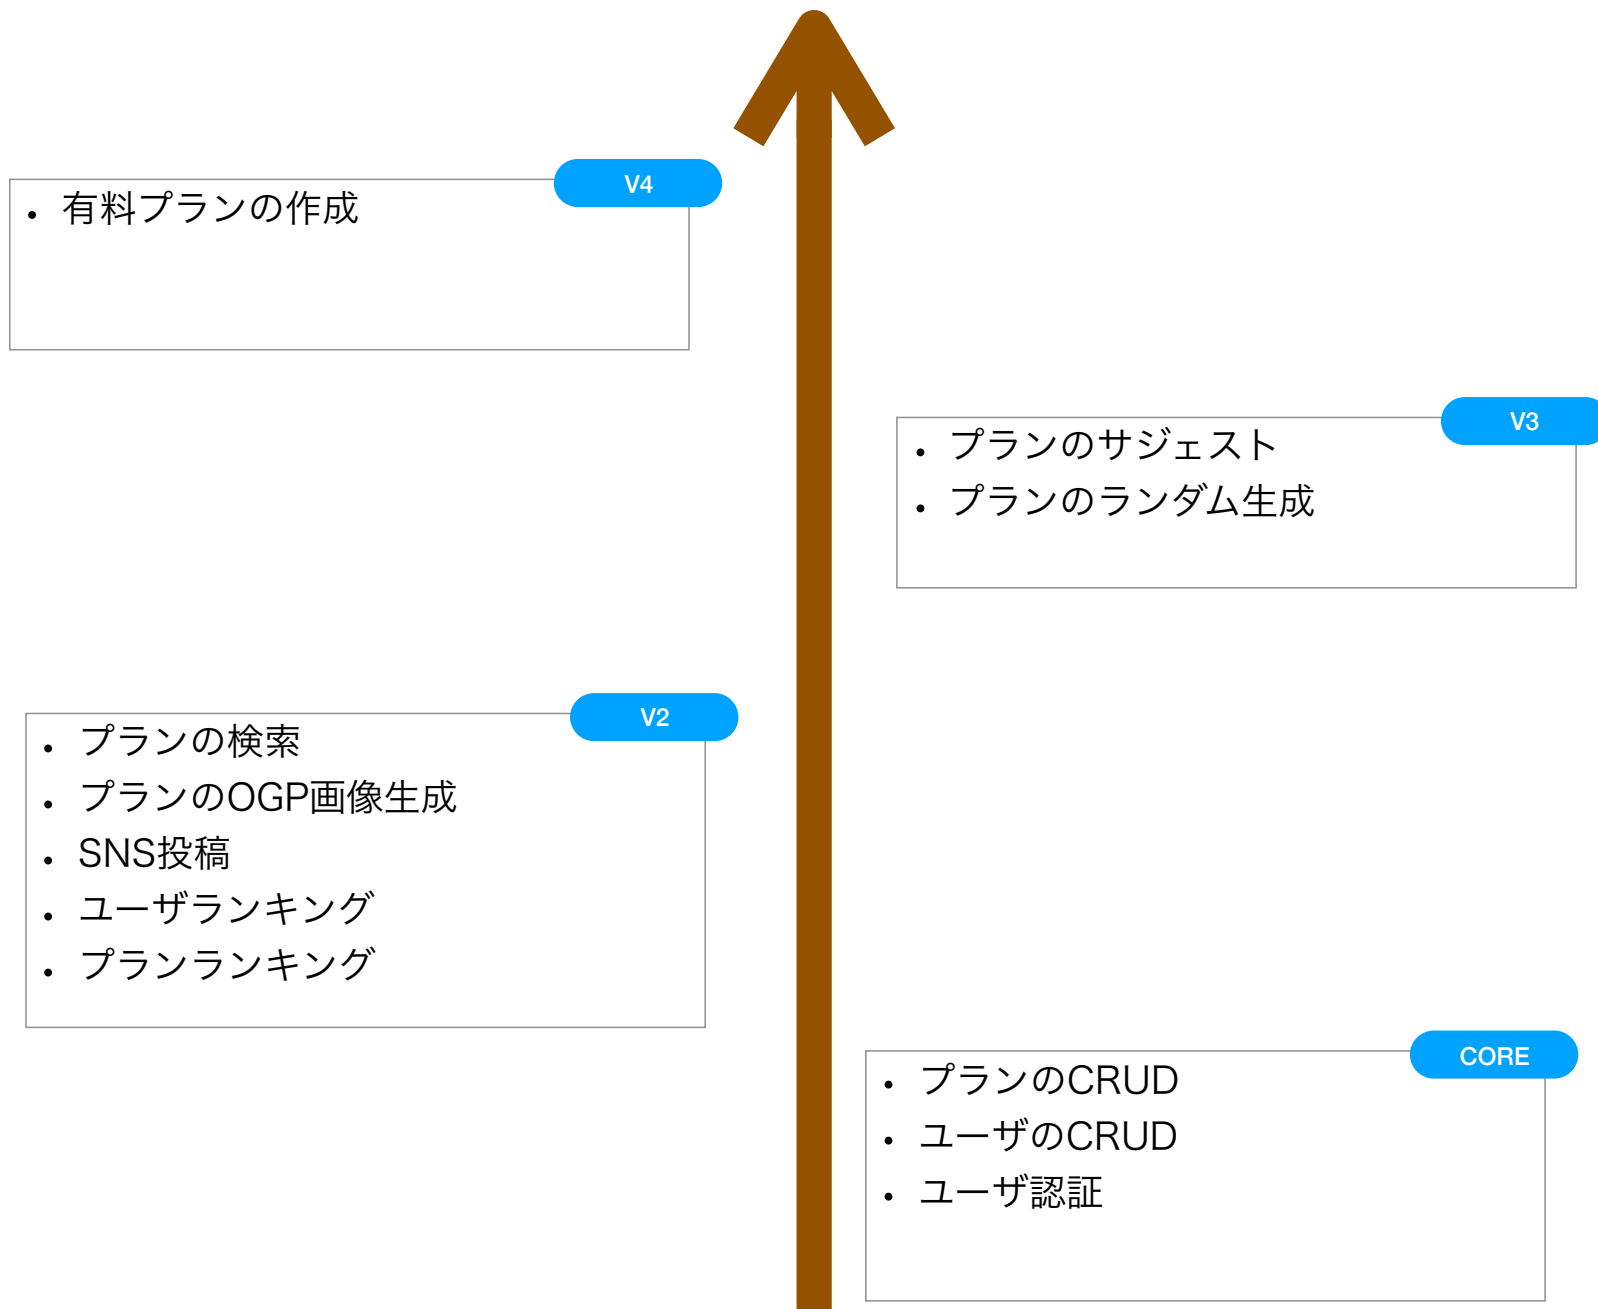 V4
・ 有料プランの作成
V3
・ プランのサジェスト
・ プランのランダム生成
V2
・ プランの検索
・ プランのOGP画像生成
・ SNS投稿
・ ユーザランキング
・ プランランキング
CORE
・ プランのCRUD
・ ユーザのCRUD
・ ユーザ認証